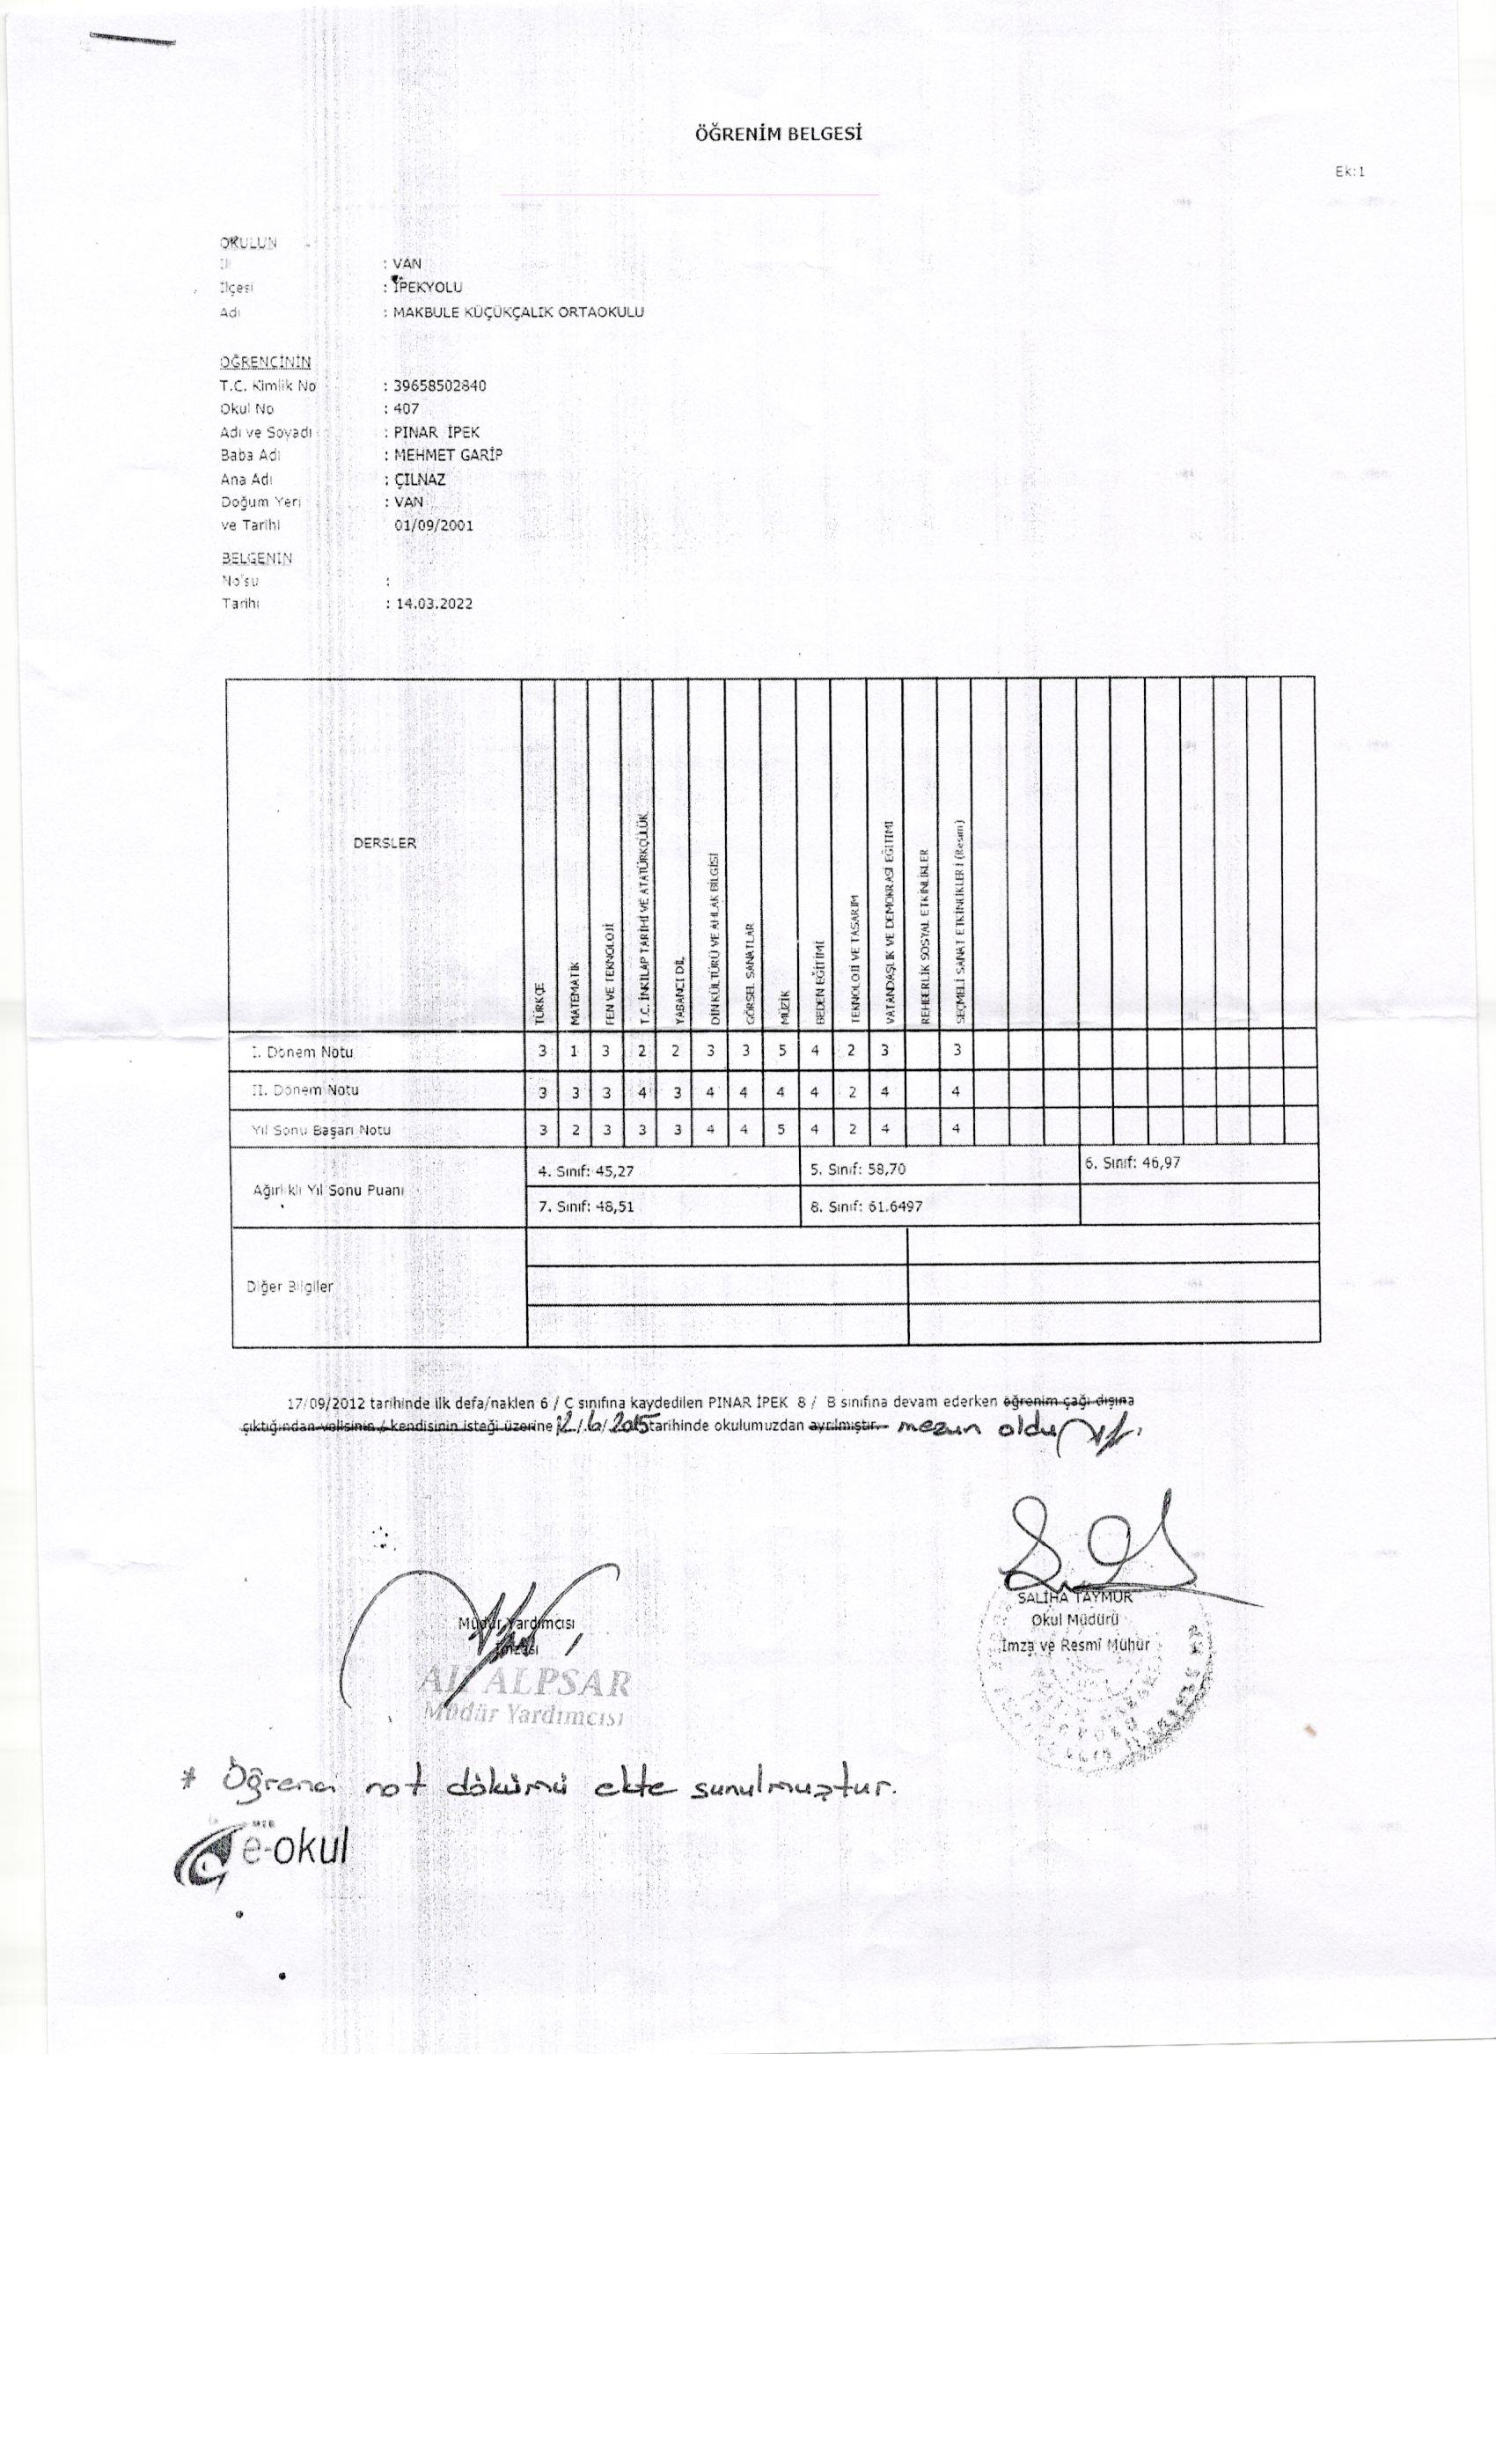 ÖĞRENİM BELGESİ
Ek:1
OKULUN
İli : VAN
İlçesi : İPEKYOLU
Adı : MAKBULE KÜÇÜKÇALIK ORTAOKULU
ÖĞRENCİNİN
T.C. Kimlik No : 39658502840
Okul No : 407
Adı ve Soyadı : PINAR İPEK
Baba Adı : MEHMET GARİP
Ana Adı : ÇILNAZ
Doğum Yeri : VAN
ve Tarihi 01/09/2001
BELGENİN
No'su :
Tarihi : 14.03.2022
DERSLER
TÜRKÇE
MATEMATİK
FEN VE TEKNOLOJİ
T.C. İNKILAP TARİHİ VE ATATÜRKÇÜLÜK
YABANCI DİL
DİN KÜLTÜRÜ VE AHLAK BİLGİSİ
GÖRSEL SANATLAR
MÜZİK
BEDEN EĞİTİMİ
TEKNOLOJİ VE TASARIM
VATANDAŞLIK VE DEMOKRASİ EĞİTİMİ
REHBERLİK SOSYAL ETKİNLİKLER
SEÇMELİ SANAT ETKİNLİKLERİ (Resim)
I. Dönem Notu 3 1 3 2 2 3 3 5 4 2 3 3
II. Dönem Notu 3 3 3 4 3 4 4 4 4 2 4 4
Yıl Sonu Başarı Notu 3 2 3 3 3 4 4 5 4 2 4 4
Ağırlıklı Yıl Sonu Puanı
4. Sınıf: 45,27 5. Sınıf: 58,70 6. Sınıf: 46,97
7. Sınıf: 48,51 8. Sınıf: 61.6497
Diğer Bilgiler
17/09/2012 tarihinde ilk defa/naklen 6 / C sınıfına kaydedilen PINAR İPEK 8 / B sınıfına devam ederken öğrenim çağı dışına
çıktığından velisinin / kendisinin isteği üzerine 12/6/2015 tarihinde okulumuzdan ayrılmıştır. mezun oldu
SALİHA TAYMUR
Okul Müdürü
İmza ve Resmî Mühür
Müdür Yardımcısı
İmzası
Ali ALPSAR
Müdür Yardımcısı
* Öğrenci not dökümü ekte sunulmuştur.
MEB
e-okul